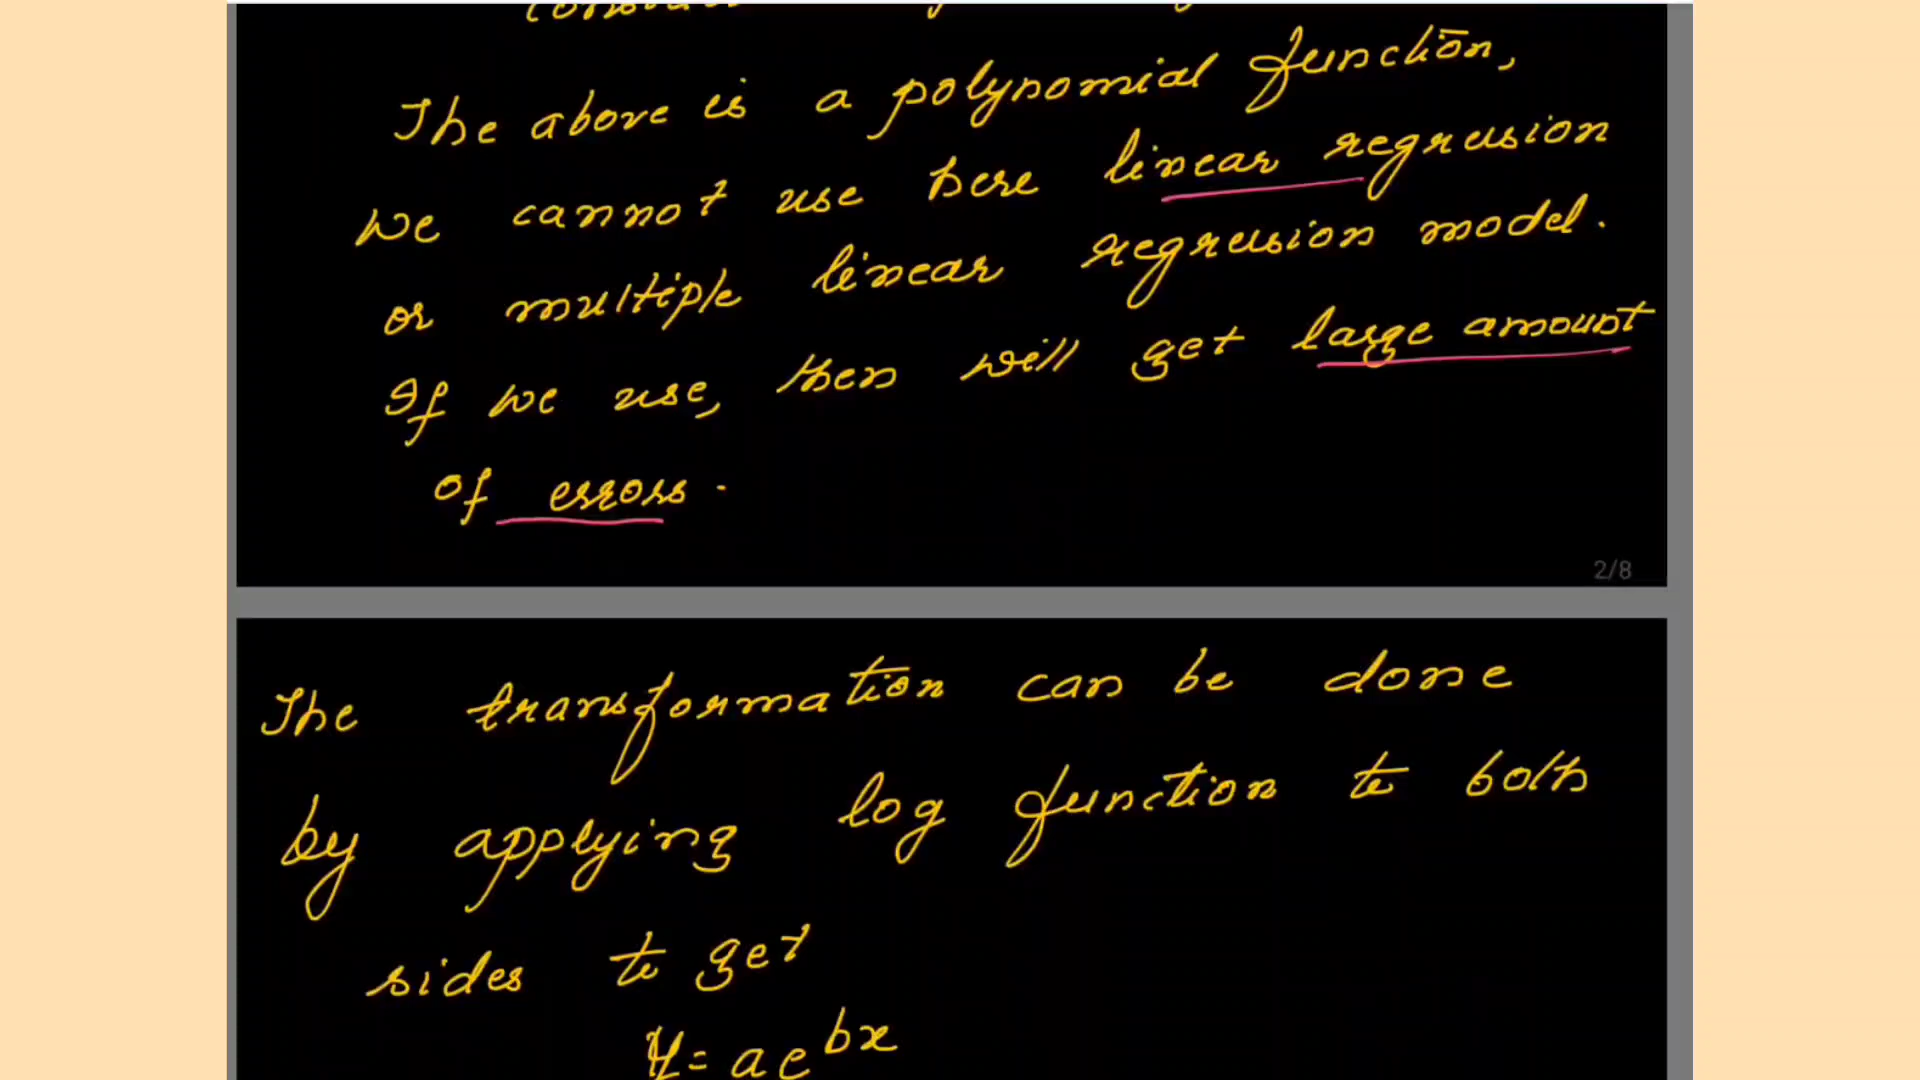 The above is a polynomial function,
we cannot use here linear regression
or multiple linear regression model.
If we use, then will get large amount
of errors.
2/8
The transformation can be done
by applying log function to both
sides to get
Y = ae^bx